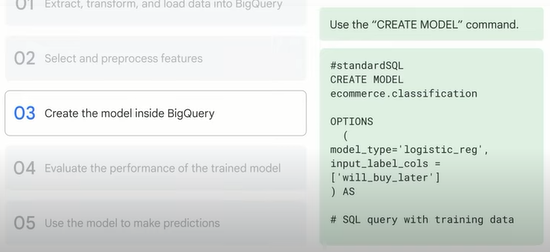 01 Extract, transform, and load data into BigQuery
02 Select and preprocess features
03 Create the model inside BigQuery
04 Evaluate the performance of the trained model
05 Use the model to make predictions
Use the “CREATE MODEL” command.
#standardSQL
CREATE MODEL
ecommerce.classification
OPTIONS
(
model_type='logistic_reg',
input_label_cols =
['will_buy_later']
) AS
# SQL query with training data